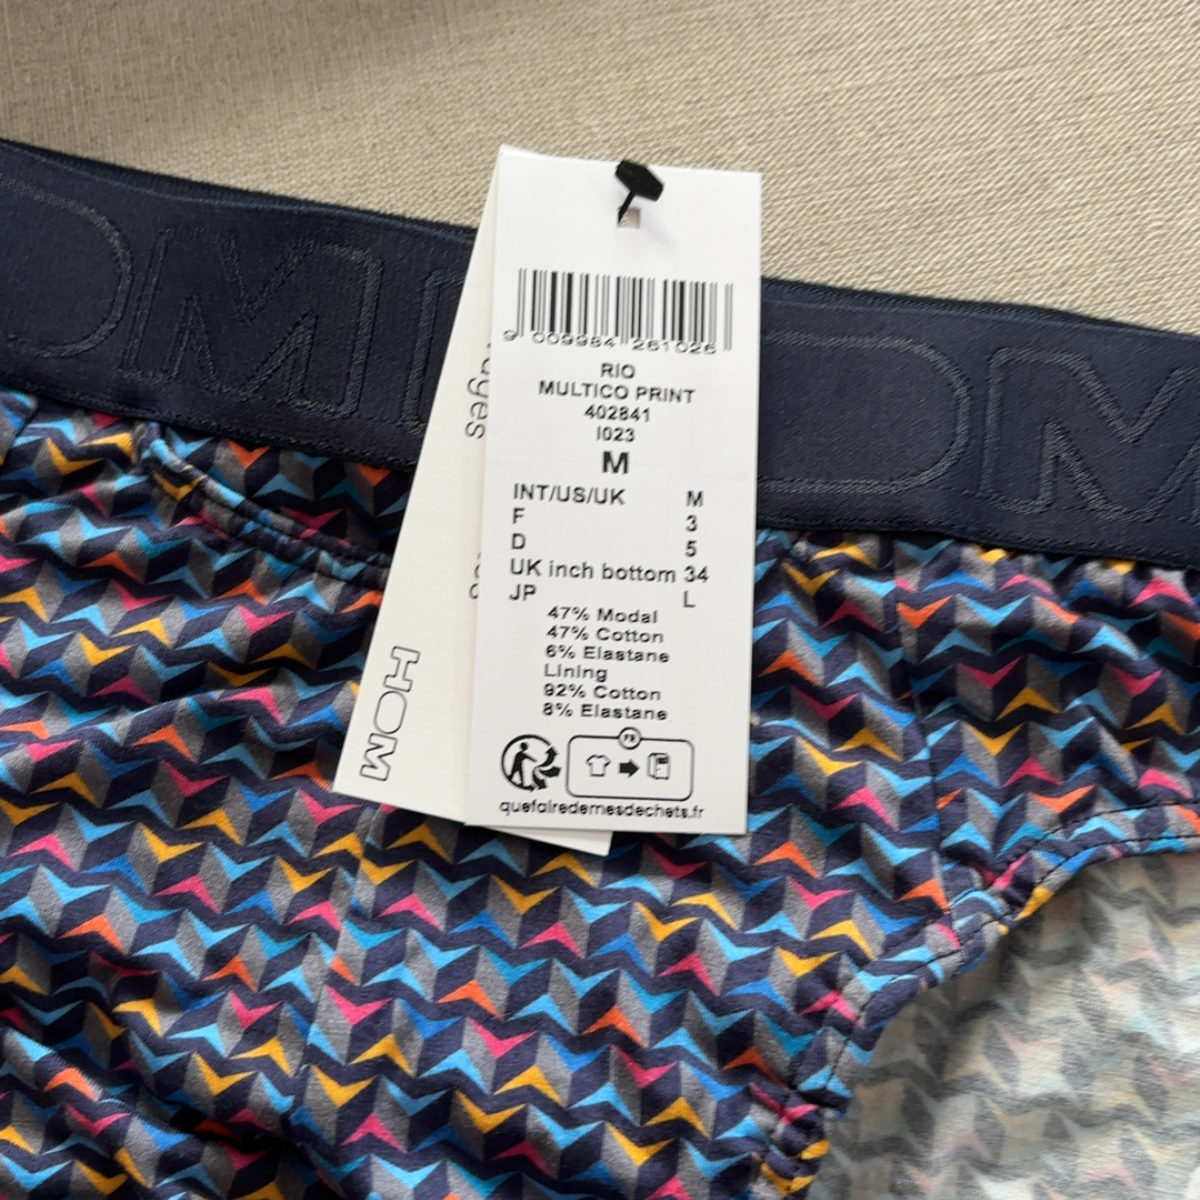 9 009984 261026
RIO
MULTICO PRINT
402841
I023
M
INT/US/UK M
F 3
D 5
UK inch bottom 34
JP L
47% Modal
47% Cotton
6% Elastane
Lining
92% Cotton
8% Elastane
FR
quefairedemesdechets.fr
HOM